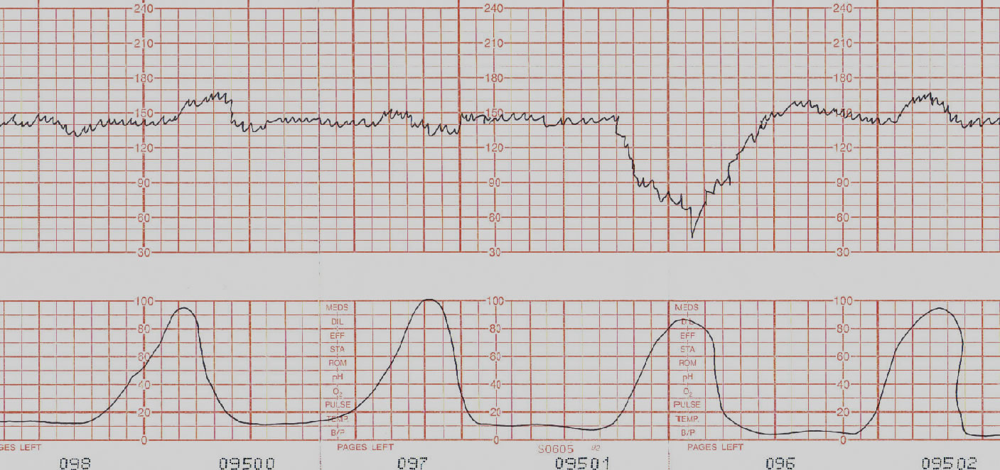 240 240 240
210 210 210
180 180 180
150 150 150
120 120 120
90 90 90
60 60 60
30 30 30
100 100 100
MEDS MEDS
DIL DIL
80 80 80
EFF EFF
STA STA
60 60 60
ROM ROM
pH pH
40 40 40
O₂ O₂
PULSE PULSE
20 20 20
TEMP. TEMP.
B/P B/P
0 0 0
GES LEFT PAGES LEFT S0605 PAGES LEFT
098 09500 097 09501 096 09502